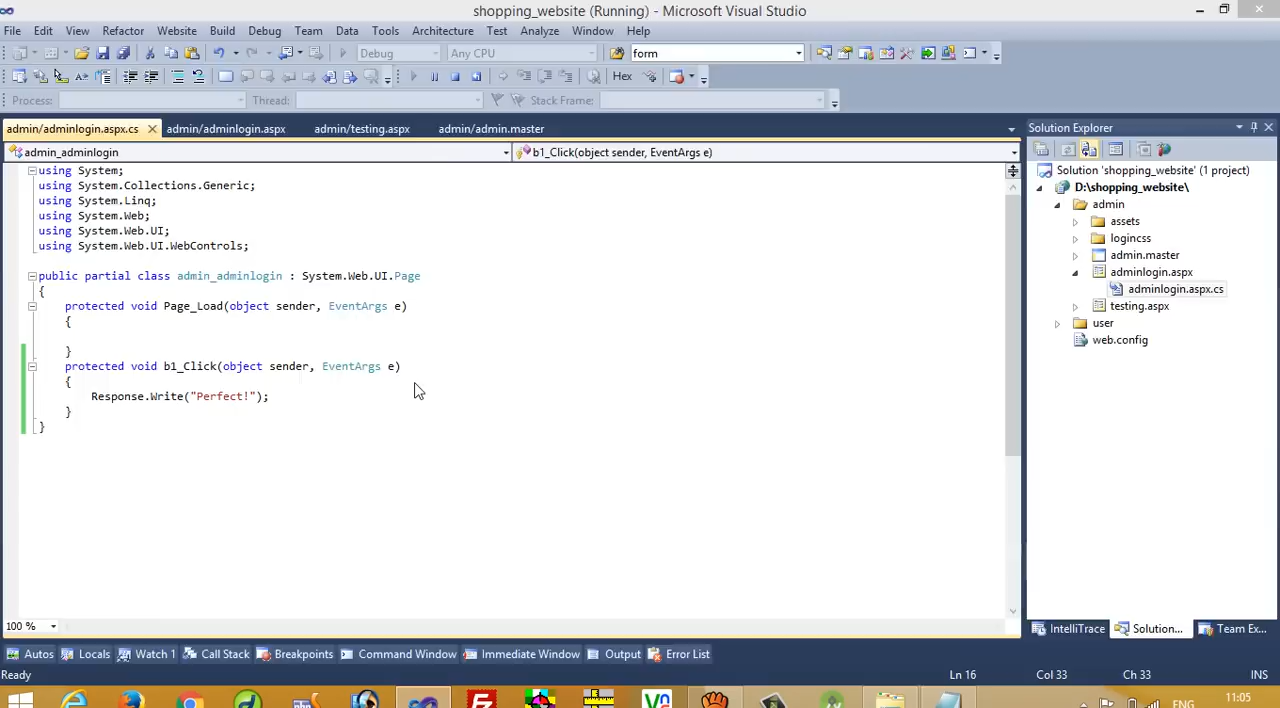 shopping_website (Running) - Microsoft Visual Studio
File Edit View Refactor Website Build Debug Team Data Tools Architecture Test Analyze Window Help
Debug Any CPU form
Hex
Process: Thread: Stack Frame:
admin/adminlogin.aspx.cs admin/adminlogin.aspx admin/testing.aspx admin/admin.master
admin_adminlogin b1_Click(object sender, EventArgs e)
using System;
using System.Collections.Generic;
using System.Linq;
using System.Web;
using System.Web.UI;
using System.Web.UI.WebControls;
public partial class admin_adminlogin : System.Web.UI.Page
{
protected void Page_Load(object sender, EventArgs e)
{
}
protected void b1_Click(object sender, EventArgs e)
{
Response.Write("Perfect!");
}
}
100 %
Solution Explorer
Solution 'shopping_website' (1 project)
D:\shopping_website\
admin
assets
logincss
admin.master
adminlogin.aspx
adminlogin.aspx.cs
testing.aspx
user
web.config
IntelliTrace Solution... Team Ex...
Autos Locals Watch 1 Call Stack Breakpoints Command Window Immediate Window Output Error List
Ready Ln 16 Col 33 Ch 33 INS
ENG 11:05